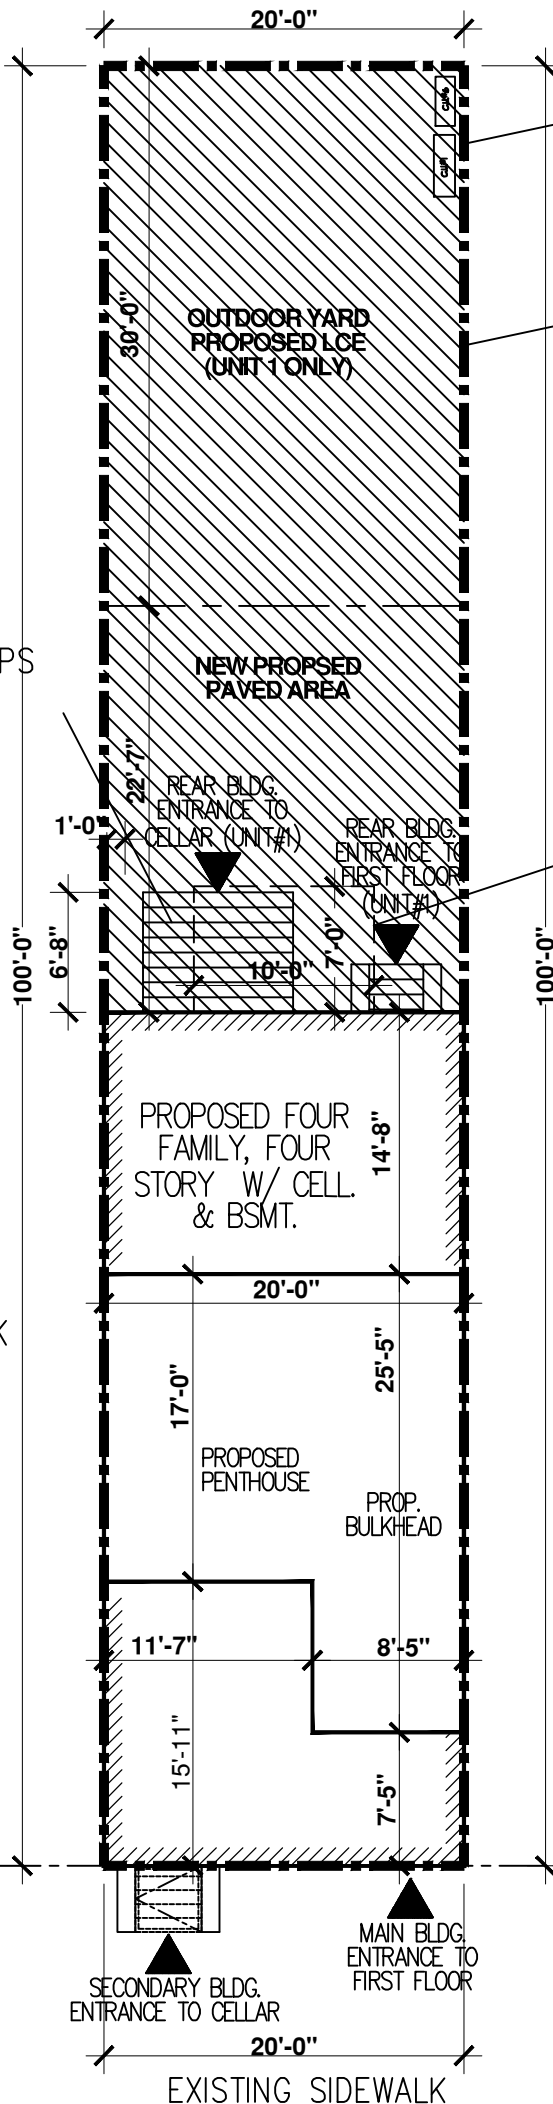 20'-0"
CU#6
CU#1
30'-0"
OUTDOOR YARD
PROPOSED LCE
(UNIT 1 ONLY)
PS
NEW PROPSED
PAVED AREA
22'-7"
REAR BLDG.
ENTRANCE TO
CELLAR (UNIT#1)
1'-0"
REAR BLDG.
ENTRANCE TO
FIRST FLOOR
(UNIT#1)
100'-0"
6'-8"
7'-0"
10'-0"
100'-0"
PROPOSED FOUR
FAMILY, FOUR
STORY W/ CELL.
& BSMT.
14'-8"
20'-0"
K
17'-0"
25'-5"
PROPOSED
PENTHOUSE
PROP.
BULKHEAD
11'-7"
8'-5"
15'-11"
7'-5"
MAIN BLDG.
ENTRANCE TO
FIRST FLOOR
SECONDARY BLDG.
ENTRANCE TO CELLAR
20'-0"
EXISTING SIDEWALK